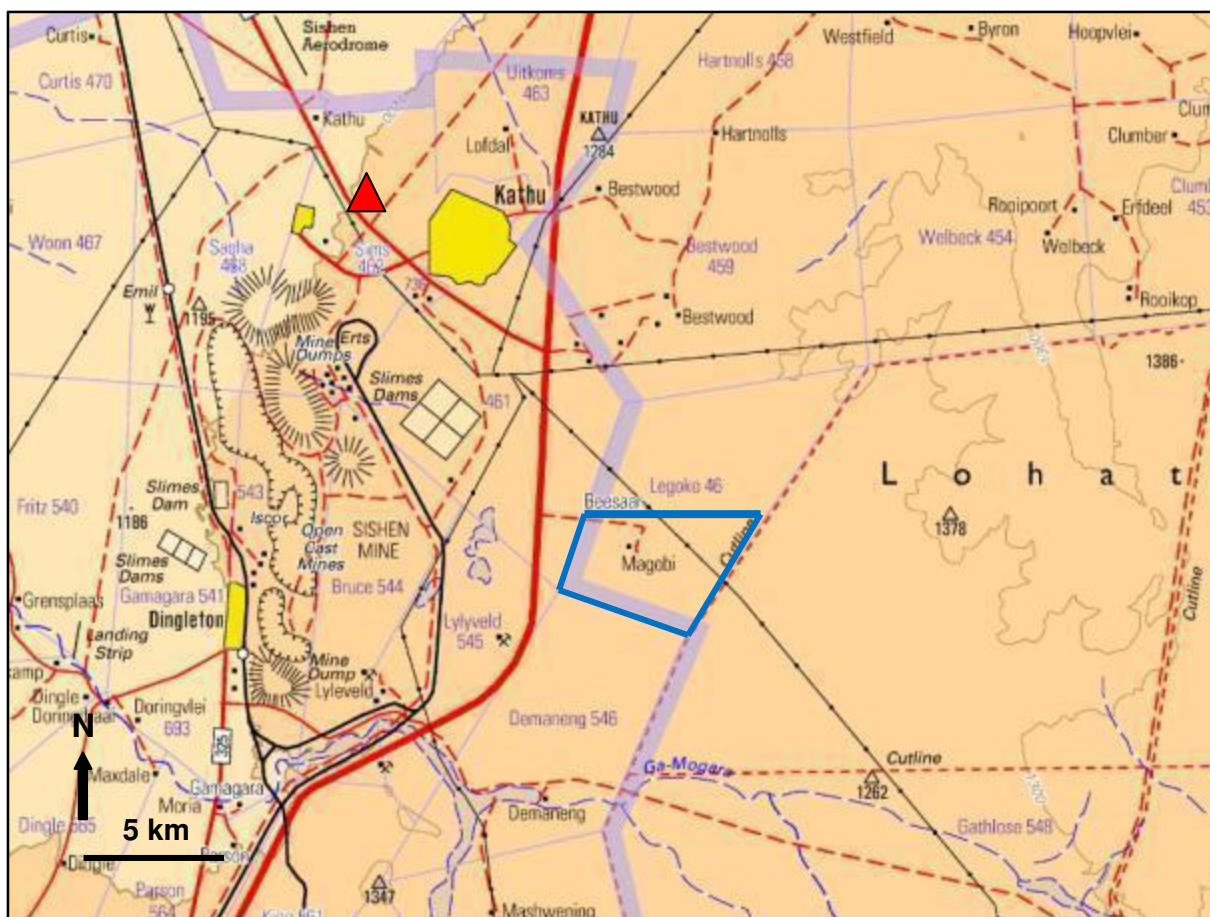 Curtis
Sishen
Aerodrome
Westfield
Byron
Hoopvlei
Curtis 470
Uitkoms
463
Hartnolls 458
Kathu
KATHU
1284
Lofdal
Hartnolls
Clumber
Kathu
Bestwood
Rooipoort
Erfdeel
Woon 467
Sims
462
Bestwood
459
Welbeck 454
Welbeck
Emil
1195
Rooikop
Bestwood
Mine
Dumps
Erts
Slimes
Dams
461
1386
Legoko 46
L o h a t
Beesaar
Fritz 540
1186
Slimes
Dam
543
Iscor
Open
Cast
Mines
SISHEN
MINE
Magobi
Cutline
1378
Slimes
Dams
Bruce 544
Cutline
Grensplaas
Gamagara 541
Dingleton
Lylyveld
545
Landing
Strip
Mine
Dump
Lyleveld
Dingle
Doringvlei
693
Demaneng 546
N
325
Maxdale
Ga-Mogara
Cutline
1262
1300
Gamagara
Moria
Demaneng
Gathlose 548
5 km
Dingle
Parson
1347
Mashwening